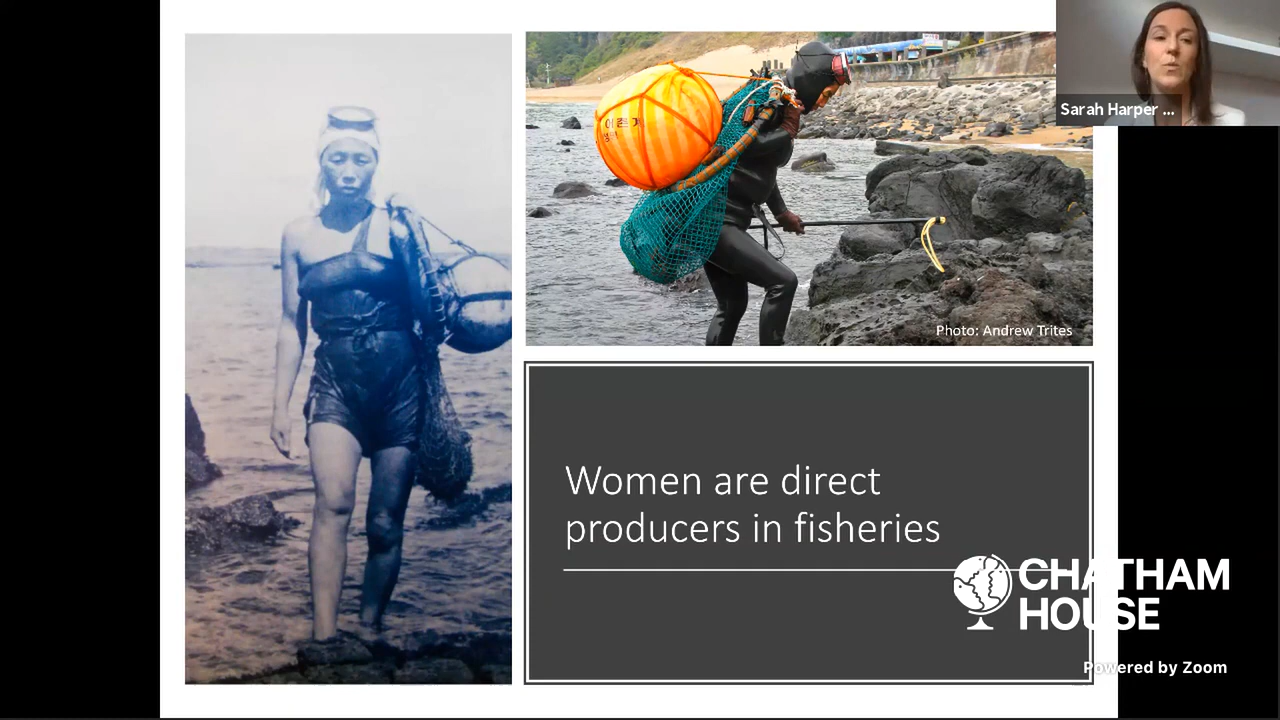 Sarah Harper ...
Photo: Andrew Trites
Women are direct
producers in fisheries
CHATHAM
HOUSE
Powered by Zoom